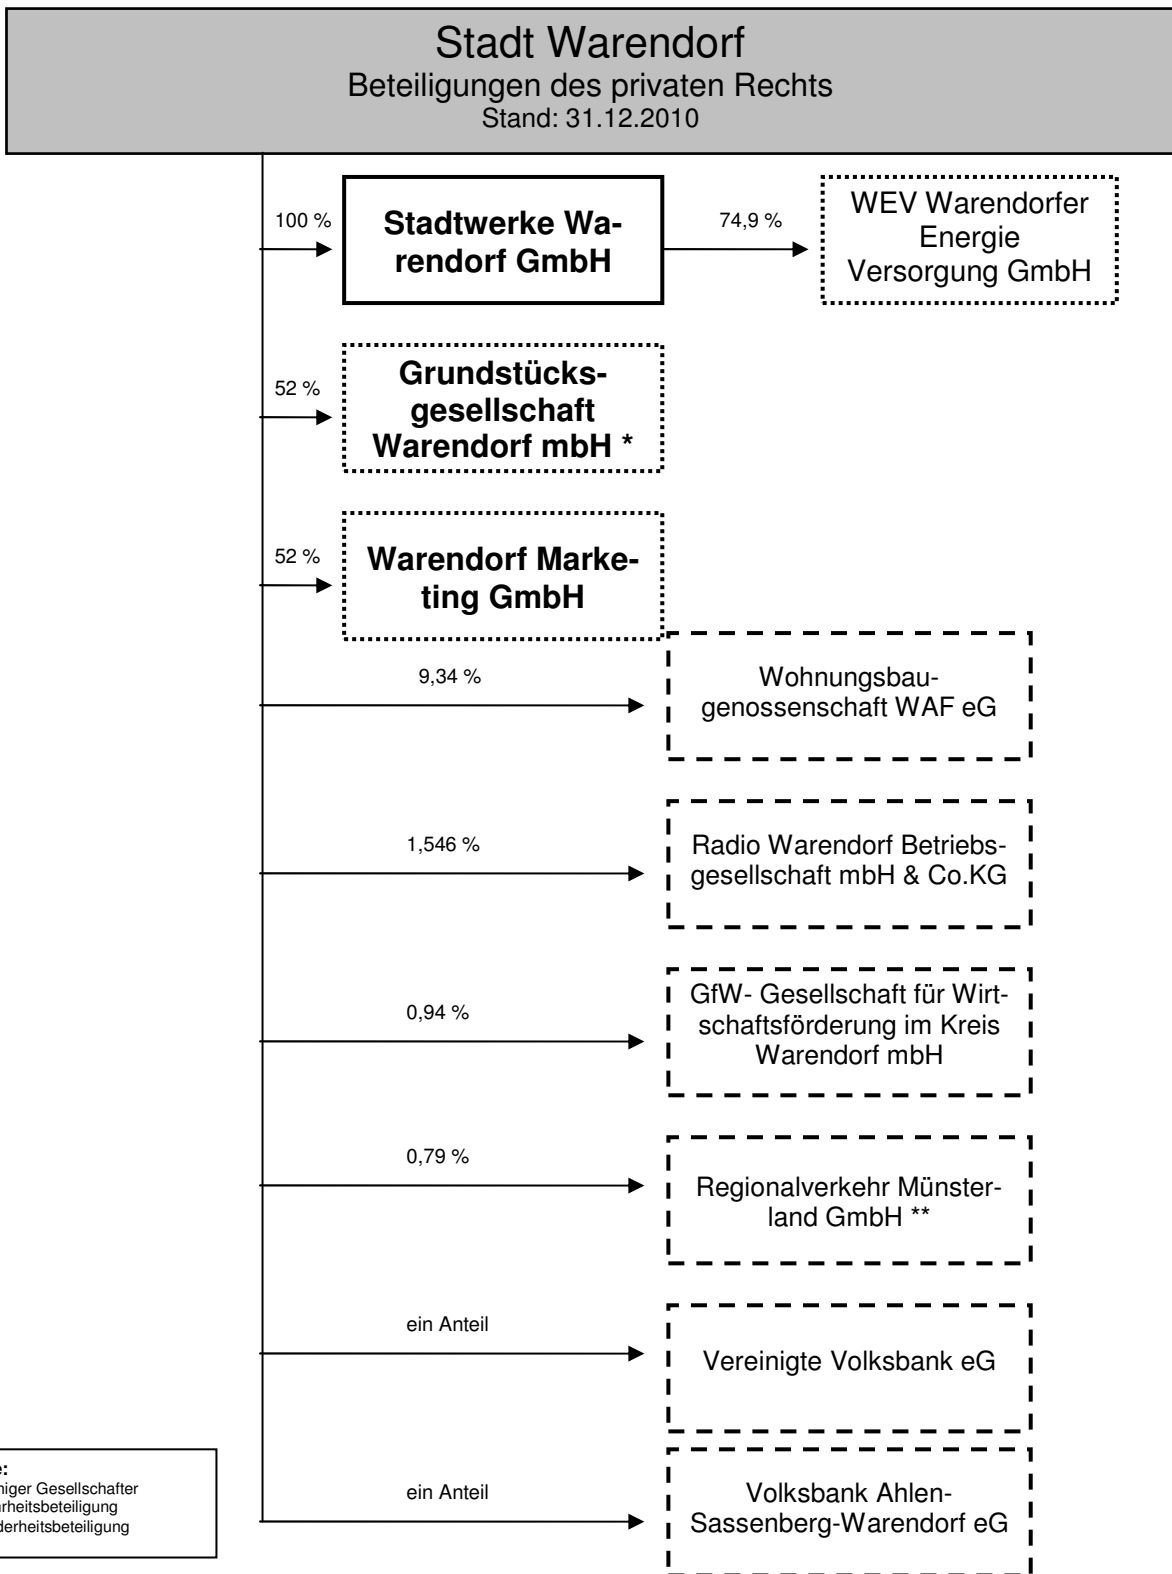 Stadt Warendorf
Beteiligungen des privaten Rechts
Stand: 31.12.2010
100 %
Stadtwerke Wa-
rendorf GmbH
74,9 %
WEV Warendorfer
Energie
Versorgung GmbH
52 %
Grundstücks-
gesellschaft
Warendorf mbH *
52 %
Warendorf Marke-
ting GmbH
9,34 %
Wohnungsbau-
genossenschaft WAF eG
1,546 %
Radio Warendorf Betriebs-
gesellschaft mbH & Co.KG
0,94 %
GfW- Gesellschaft für Wirt-
schaftsförderung im Kreis
Warendorf mbH
0,79 %
Regionalverkehr Münster-
land GmbH **
ein Anteil
Vereinigte Volksbank eG
ein Anteil
Volksbank Ahlen-
Sassenberg-Warendorf eG
Gesellschafter